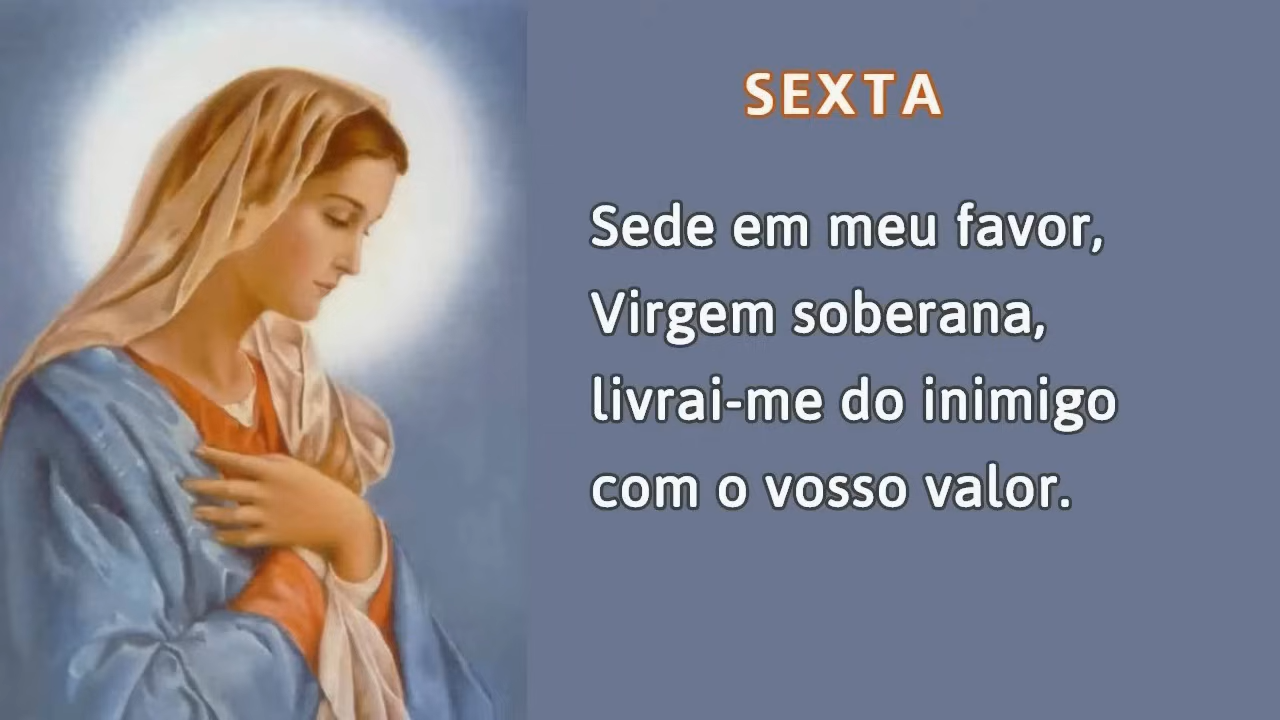 SEXTA
Sede em meu favor,
Virgem soberana,
livrai-me do inimigo
com o vosso valor.